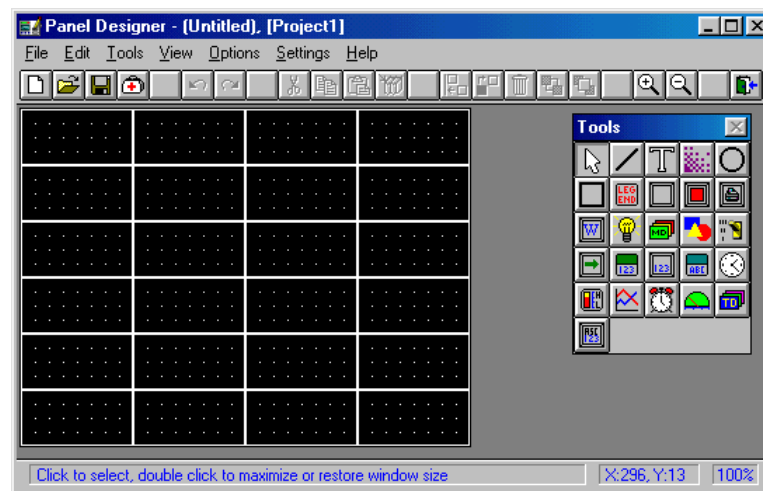 Panel Designer - (Untitled), [Project1]
File Edit Tools View Options Settings Help
Tools
T
LEG
END
W
MD
123
123
ABC
TD
ASC
123
Click to select, double click to maximize or restore window size
X:296, Y:13
100%